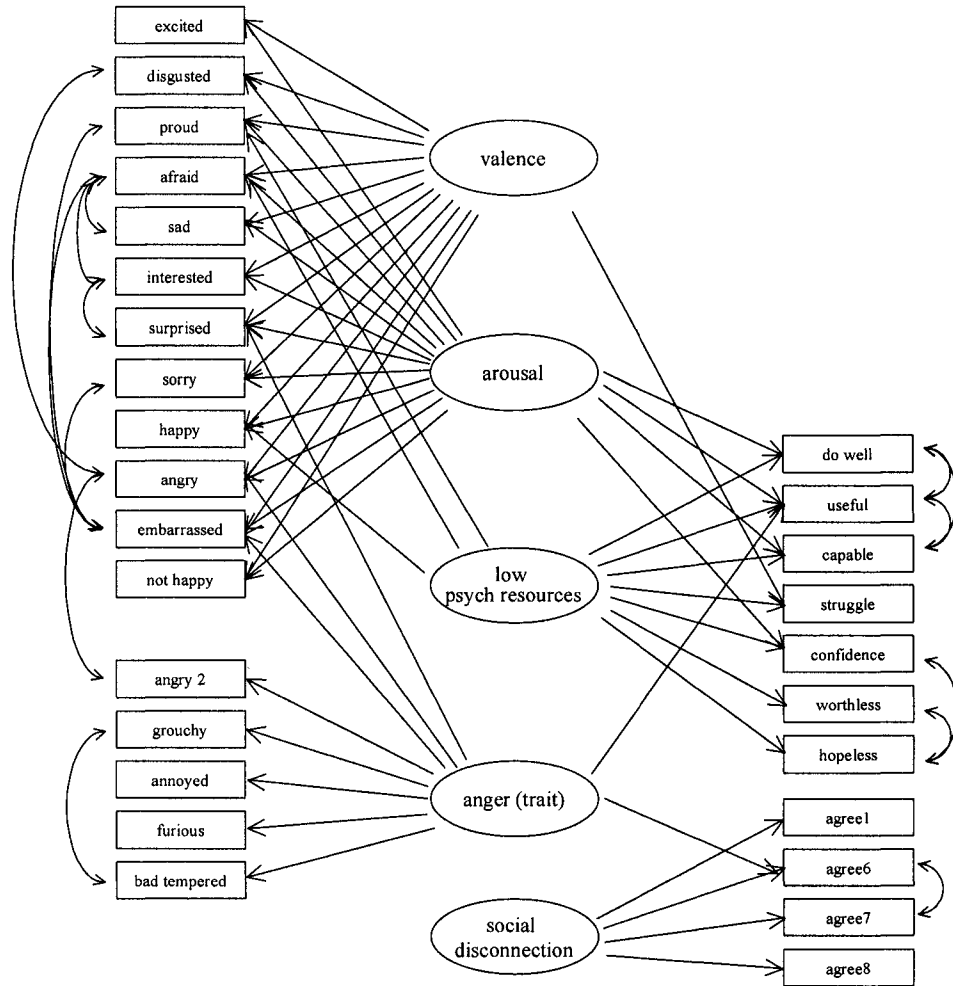 excited
disgusted
proud
afraid
sad
interested
surprised
sorry
happy
angry
embarrassed
not happy
angry 2
grouchy
annoyed
furious
bad tempered
valence
arousal
low
psych resources
anger (trait)
social
disconnection
do well
useful
capable
struggle
confidence
worthless
hopeless
agree1
agree6
agree7
agree8